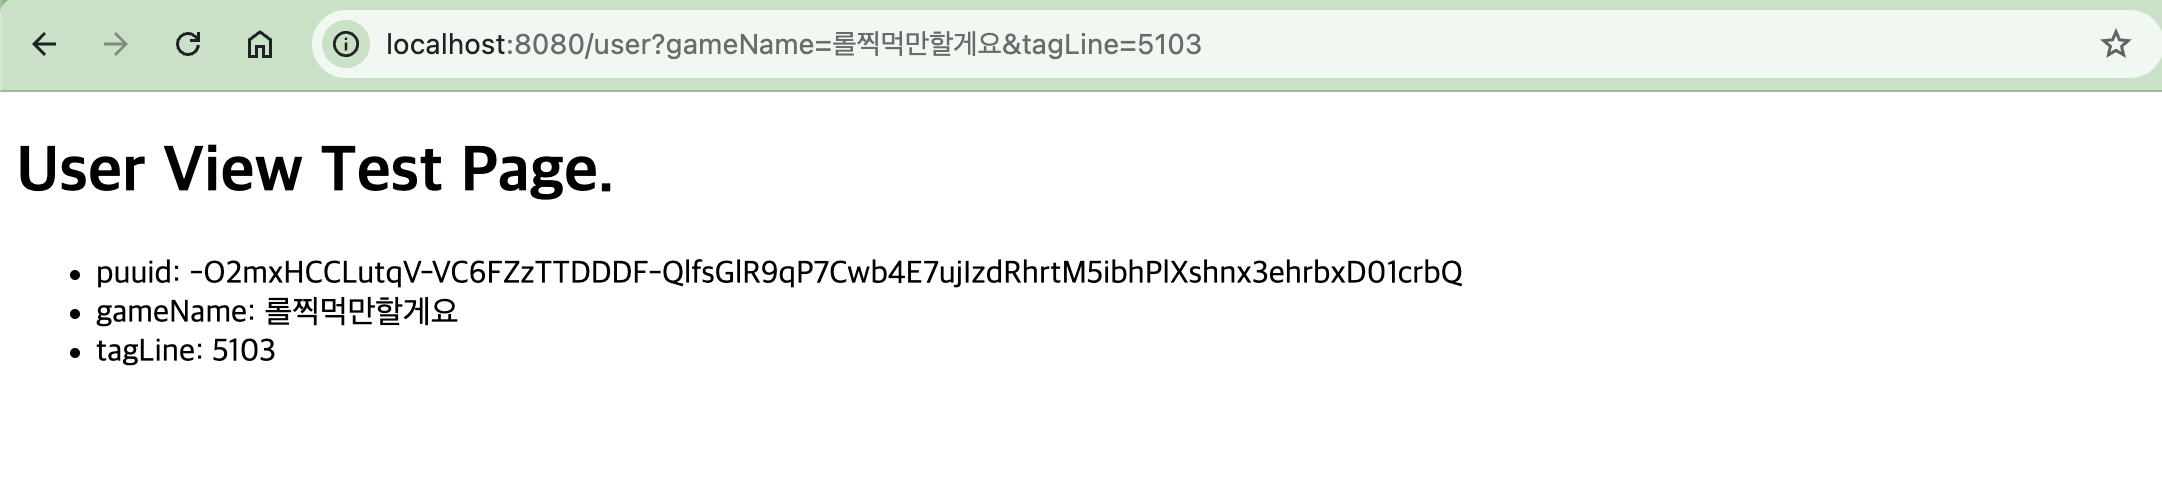 localhost:8080/user?gameName=롤찍먹만할게요&tagLine=5103
User View Test Page.
puuid: -O2mxHCCLutqV-VC6FZzTTDDDF-QlfsGlR9qP7Cwb4E7ujIzdRhrtM5ibhPlXshnx3ehrbxD01crbQ
gameName: 롤찍먹만할게요
tagLine: 5103